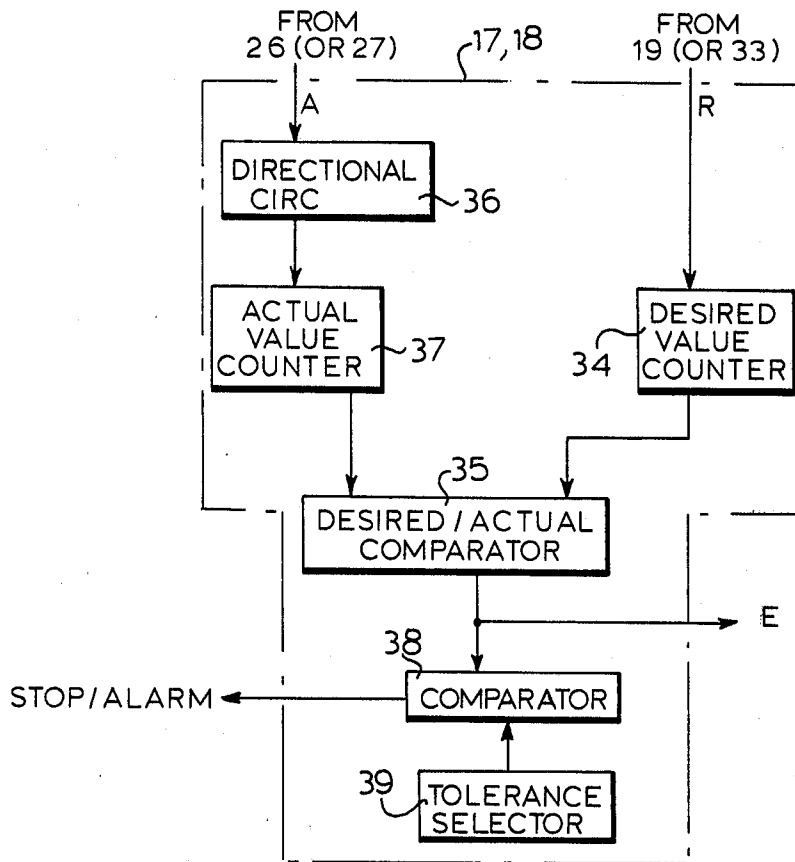 FROM
26 (OR 27)
17, 18
FROM
19 (OR 33)
A
R
DIRECTIONAL
CIRC
36
ACTUAL
VALUE
COUNTER
37
DESIRED
VALUE
COUNTER
34
35
DESIRED / ACTUAL
COMPARATOR
E
38
COMPARATOR
STOP / ALARM
39
TOLERANCE
SELECTOR